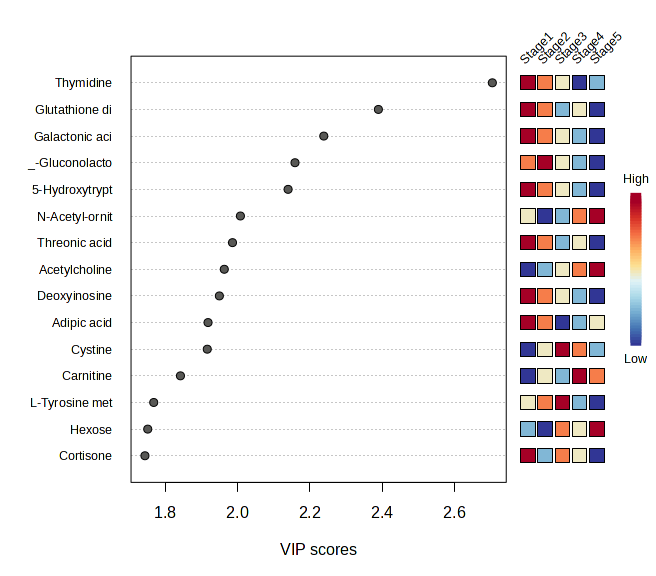 Stage1 Stage2 Stage3 Stage4 Stage5
Thymidine
Glutathione di
Galactonic aci
_-Gluconolacto
5-Hydroxytrypt
N-Acetyl-ornit
Threonic acid
Acetylcholine
Deoxyinosine
Adipic acid
Cystine
Carnitine
L-Tyrosine met
Hexose
Cortisone
High
Low
1.8 2.0 2.2 2.4 2.6
VIP scores